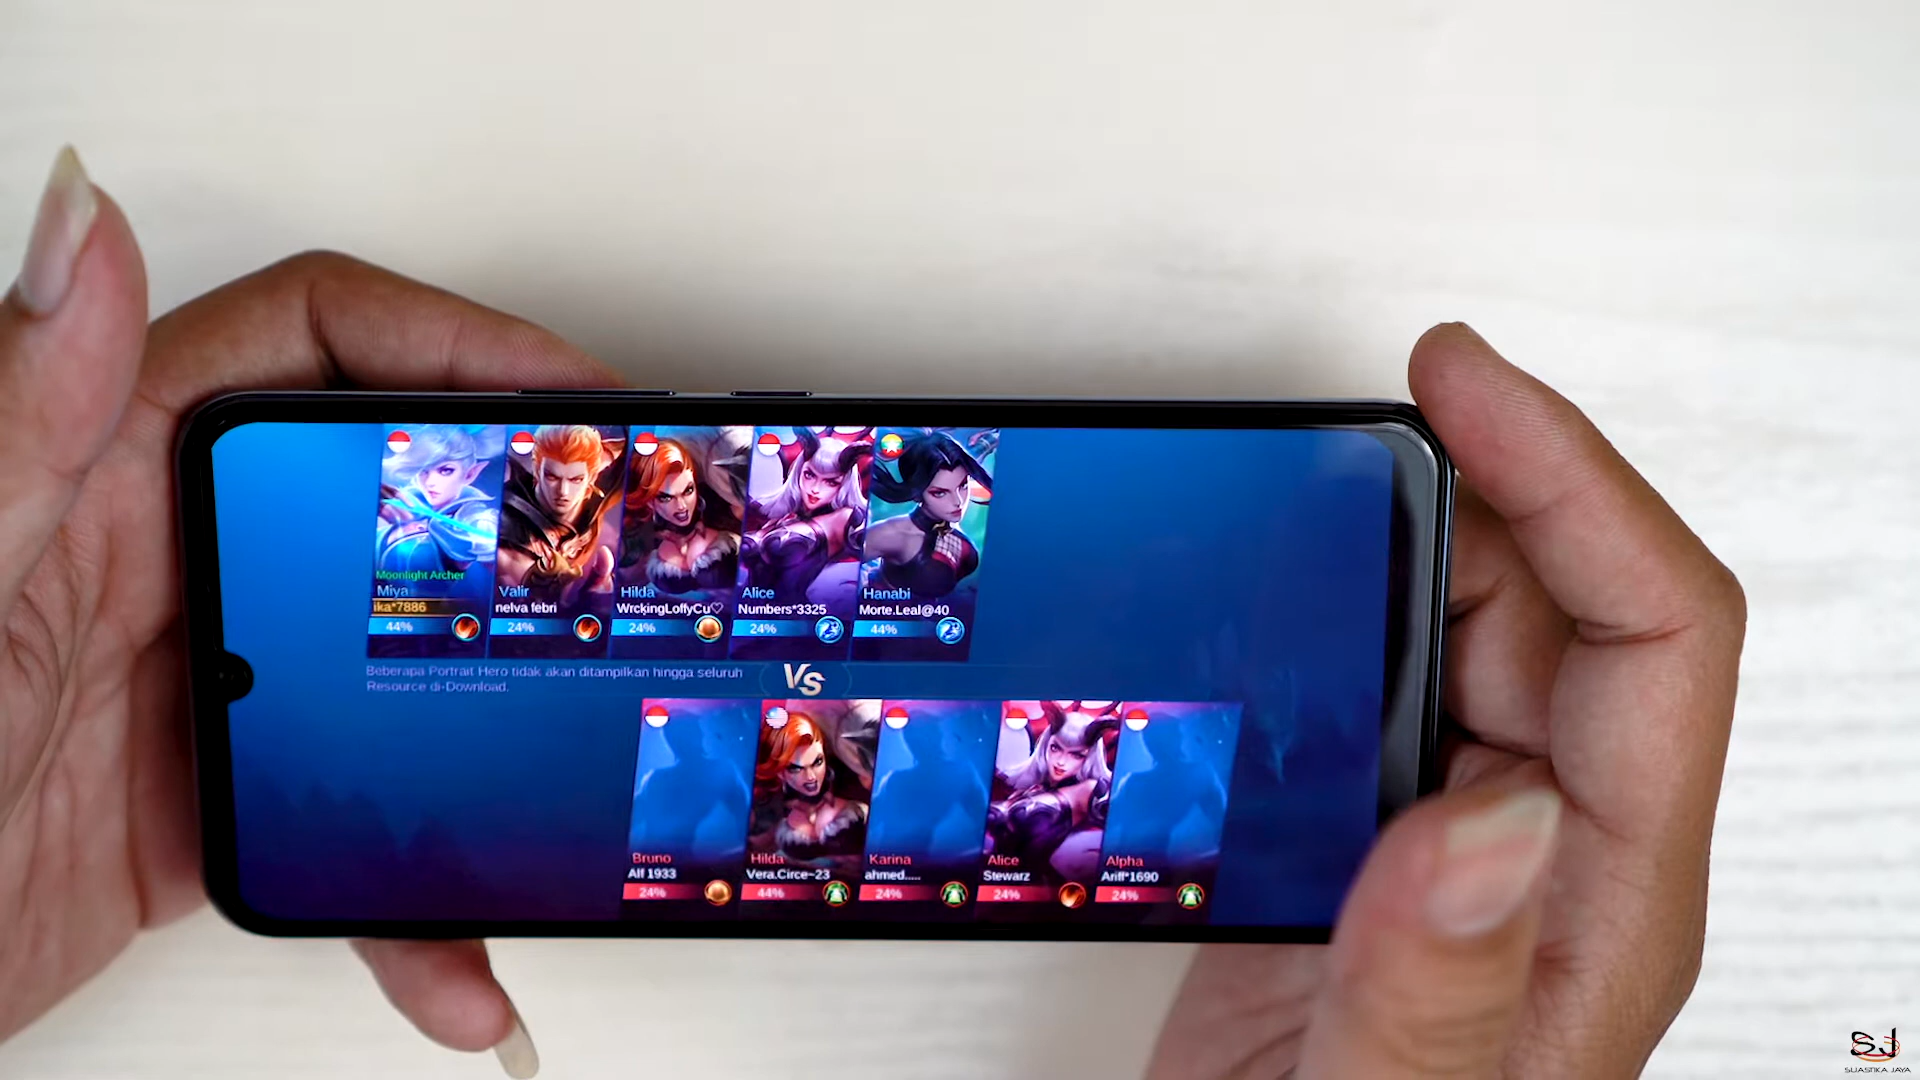 Moonlight Archer
Miya
ika*7886
44%
Valir
nelva febri
24%
Hilda
WrckingLoffyCu♡
24%
Alice
Numbers*3325
24%
Hanabi
Morte.Leal@40
44%
Beberapa Portrait Hero tidak akan ditampilkan hingga seluruh
Resource di-Download.
VS
Bruno
Alf 1933
24%
Hilda
Vera.Circe~23
44%
Karina
ahmed.....
24%
Alice
Stewarz
24%
Alpha
Ariff*1690
24%
SJ
SUASTIKA JAYA